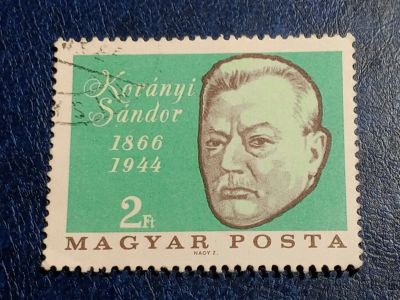 Korányi
Sándor
1866
1944
2Ft
MAGYAR POSTA
NAGY Z.